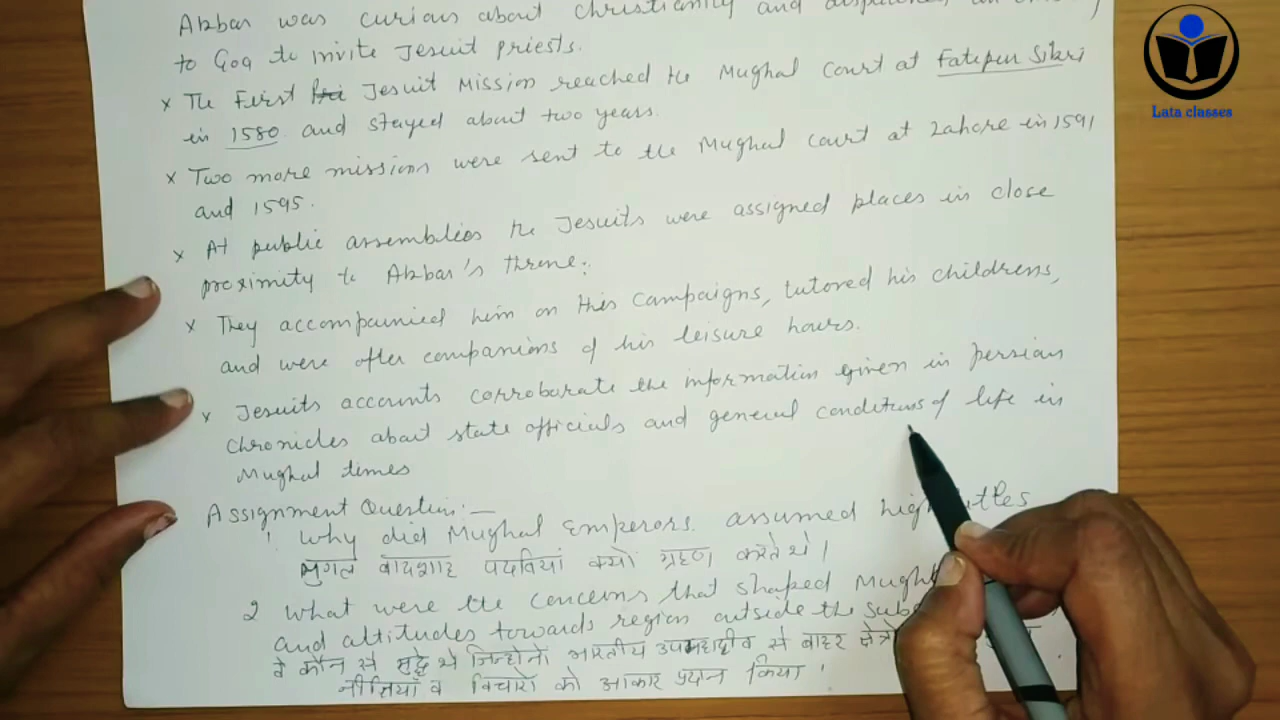 Akbar was curious about Christianity and
to Goa to invite Jesuit priests.
x The First Jesuit Mission reached the Mughal Court at Fatepur Sikri
in 1580 and stayed about two years.
x Two more missions were sent to the Mughal court at Lahore in 1591
and 1595.
x At public assemblies the Jesuits were assigned places in close
proximity to Akbar's throne.
x They accompanied him on this campaigns, tutored his childrens,
and were often companions of his leisure hours.
x Jesuits accounts corroborate the information given in persian
chronicles about state officials and general conditions of life in
Mughal times
Assignment Question:—
1 Why did Mughal Emperors. assumed high titles
मुगल बादशाह पदवियां क्यों ग्रहण करते थे।
2 What were the concerns that shaped
and attitudes towards region outside the
वे कौन से मुद्दे थे जिन्होनो भारतीय उपमहाद्वीप से बाहर
नीतियों व विचारों को आकार प्रदान किया।
Lata classes